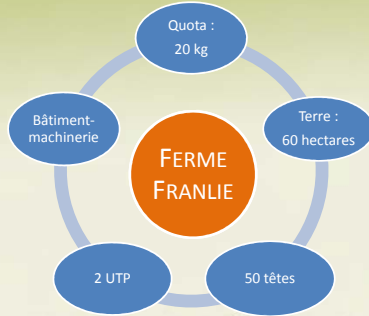 Quota :
20 kg
Terre :
60 hectares
50 têtes
2 UTP
Bâtiment-
machinerie
FERME
FRANLIE